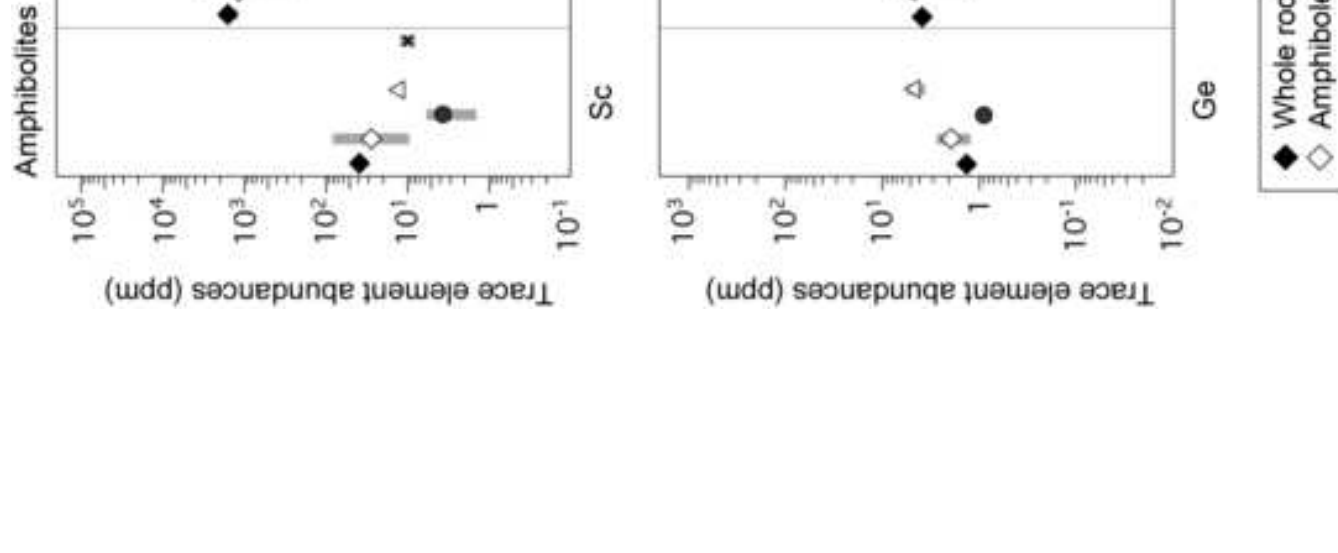 Amphibolites
10⁵
10⁴
10³
10²
10¹
1
10⁻¹
Trace element abundances (ppm)
Sc
10³
10²
10¹
1
10⁻¹
10⁻²
Trace element abundances (ppm)
Ge
Whole roc
Amphibole